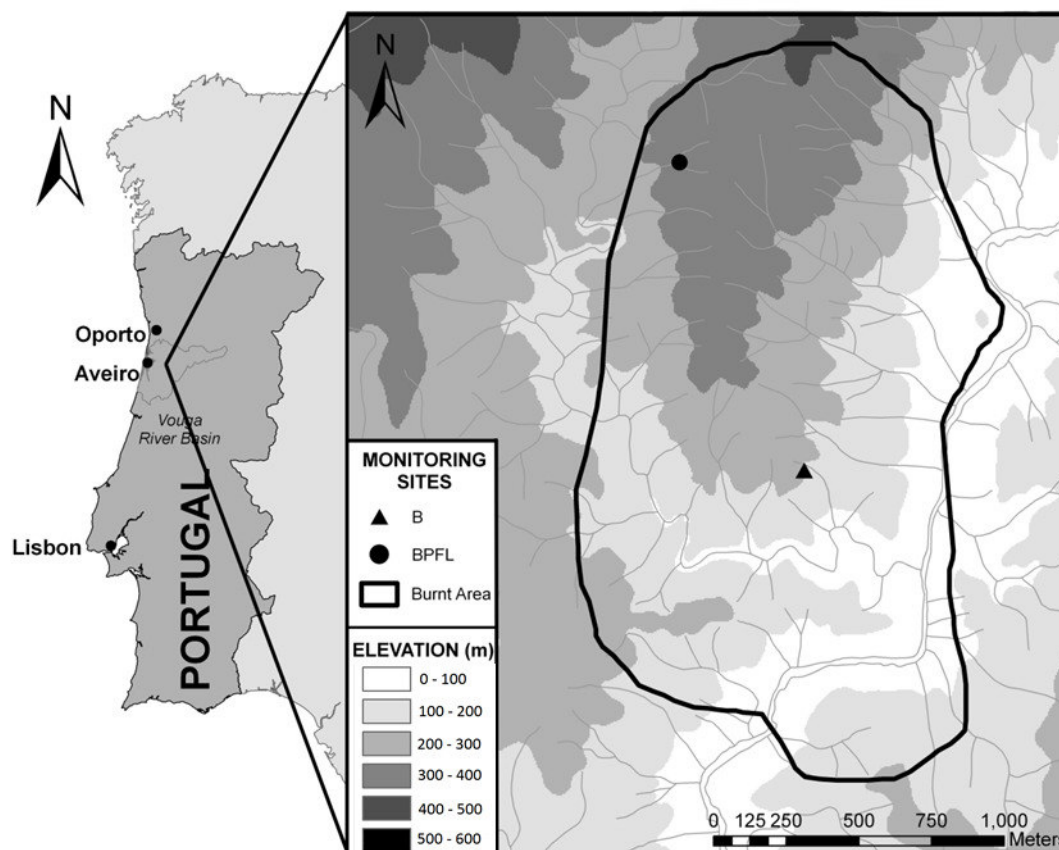 N
N
Oporto
Aveiro
Vouga
River Basin
Lisbon
PORTUGAL
MONITORING
SITES
B
BPFL
Burnt Area
ELEVATION (m)
0 - 100
100 - 200
200 - 300
300 - 400
400 - 500
500 - 600
0 125 250 500 750 1,000
Meter